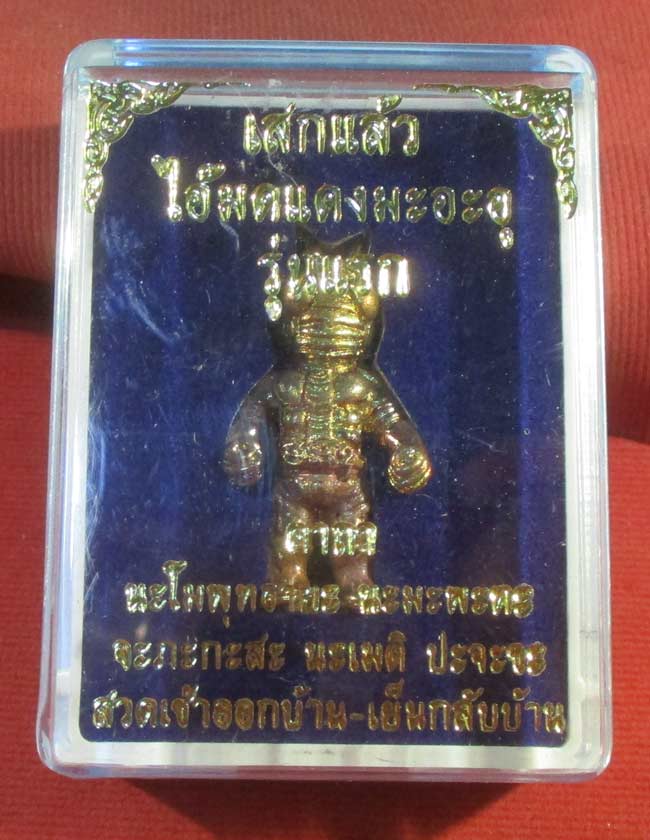 เสกแล้ว
ไอ้มดแดงมะอะอุ
รุ่นแรก
คาถา
นะโมพุทธายะ นะมะพะทะ
จะภะกะสะ นะเมติ ปะจะจะ
สวดเช้าออกบ้าน-เย็นกลับบ้าน